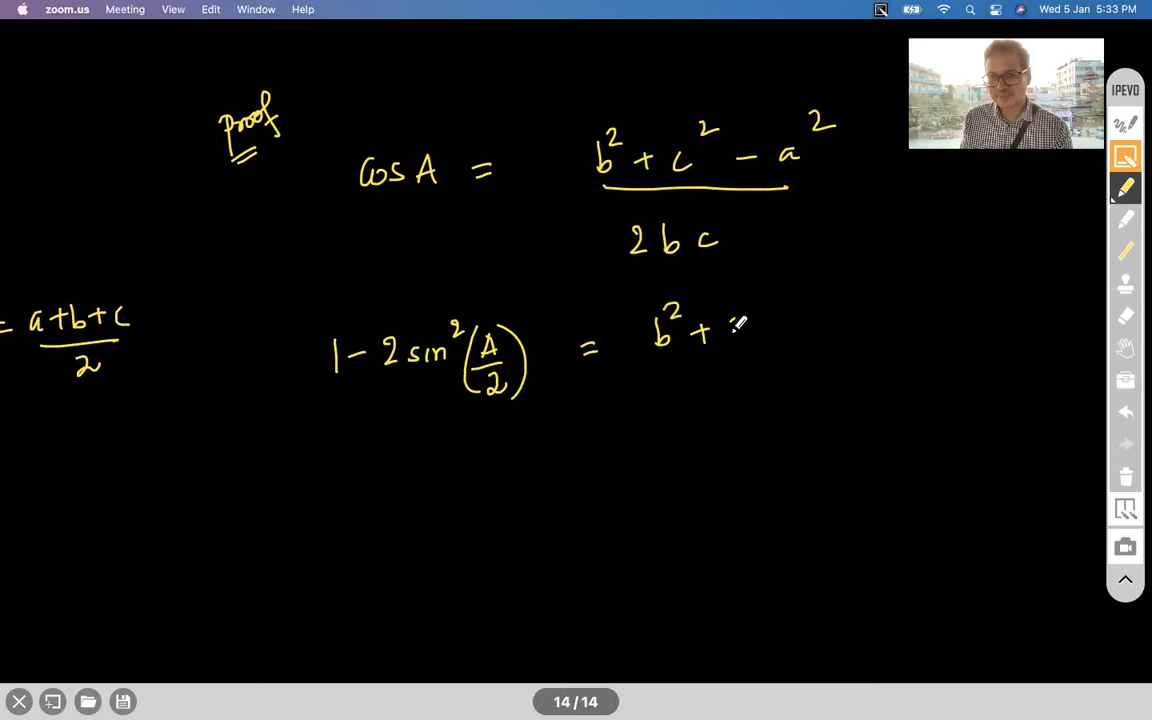 zoom.us Meeting View Edit Window Help Wed 5 Jan 5:33 PM
IPEVO
Proof
cos A = b² + c² - a²
2 b c
= a+b+c
2
1 - 2 sin² (A/2) = b² +
14 / 14